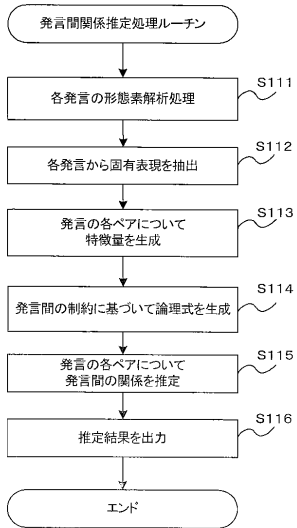 発言間関係推定処理ルーチン
S111
各発言の形態素解析処理
S112
各発言から固有表現を抽出
S113
発言の各ペアについて
特徴量を生成
S114
発言間の制約に基づいて論理式を生成
S115
発言の各ペアについて
発言間の関係を推定
S116
推定結果を出力
エンド